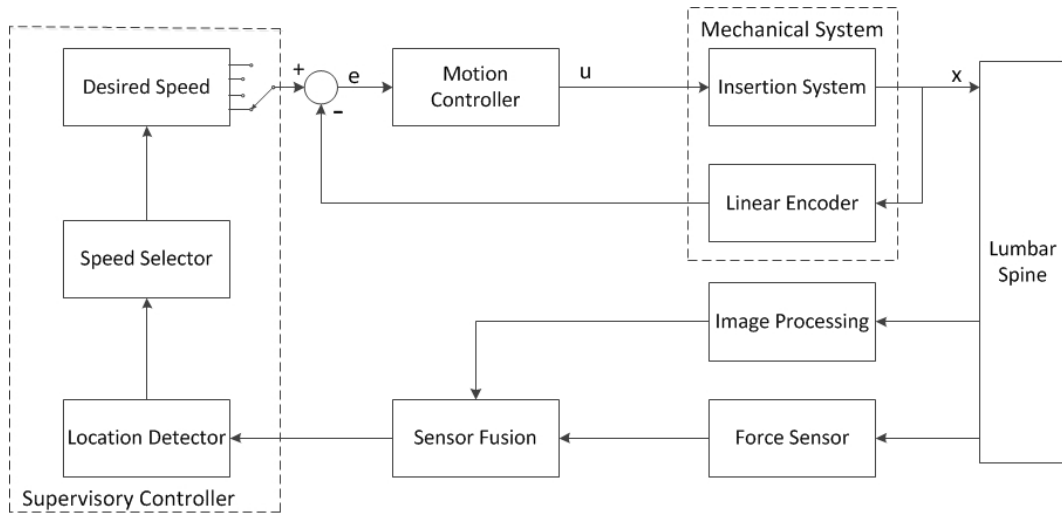 Mechanical System
Desired Speed
+
-
e
Motion
Controller
u
Insertion System
x
Linear Encoder
Speed Selector
Lumbar
Spine
Image Processing
Location Detector
Sensor Fusion
Force Sensor
Supervisory Controller